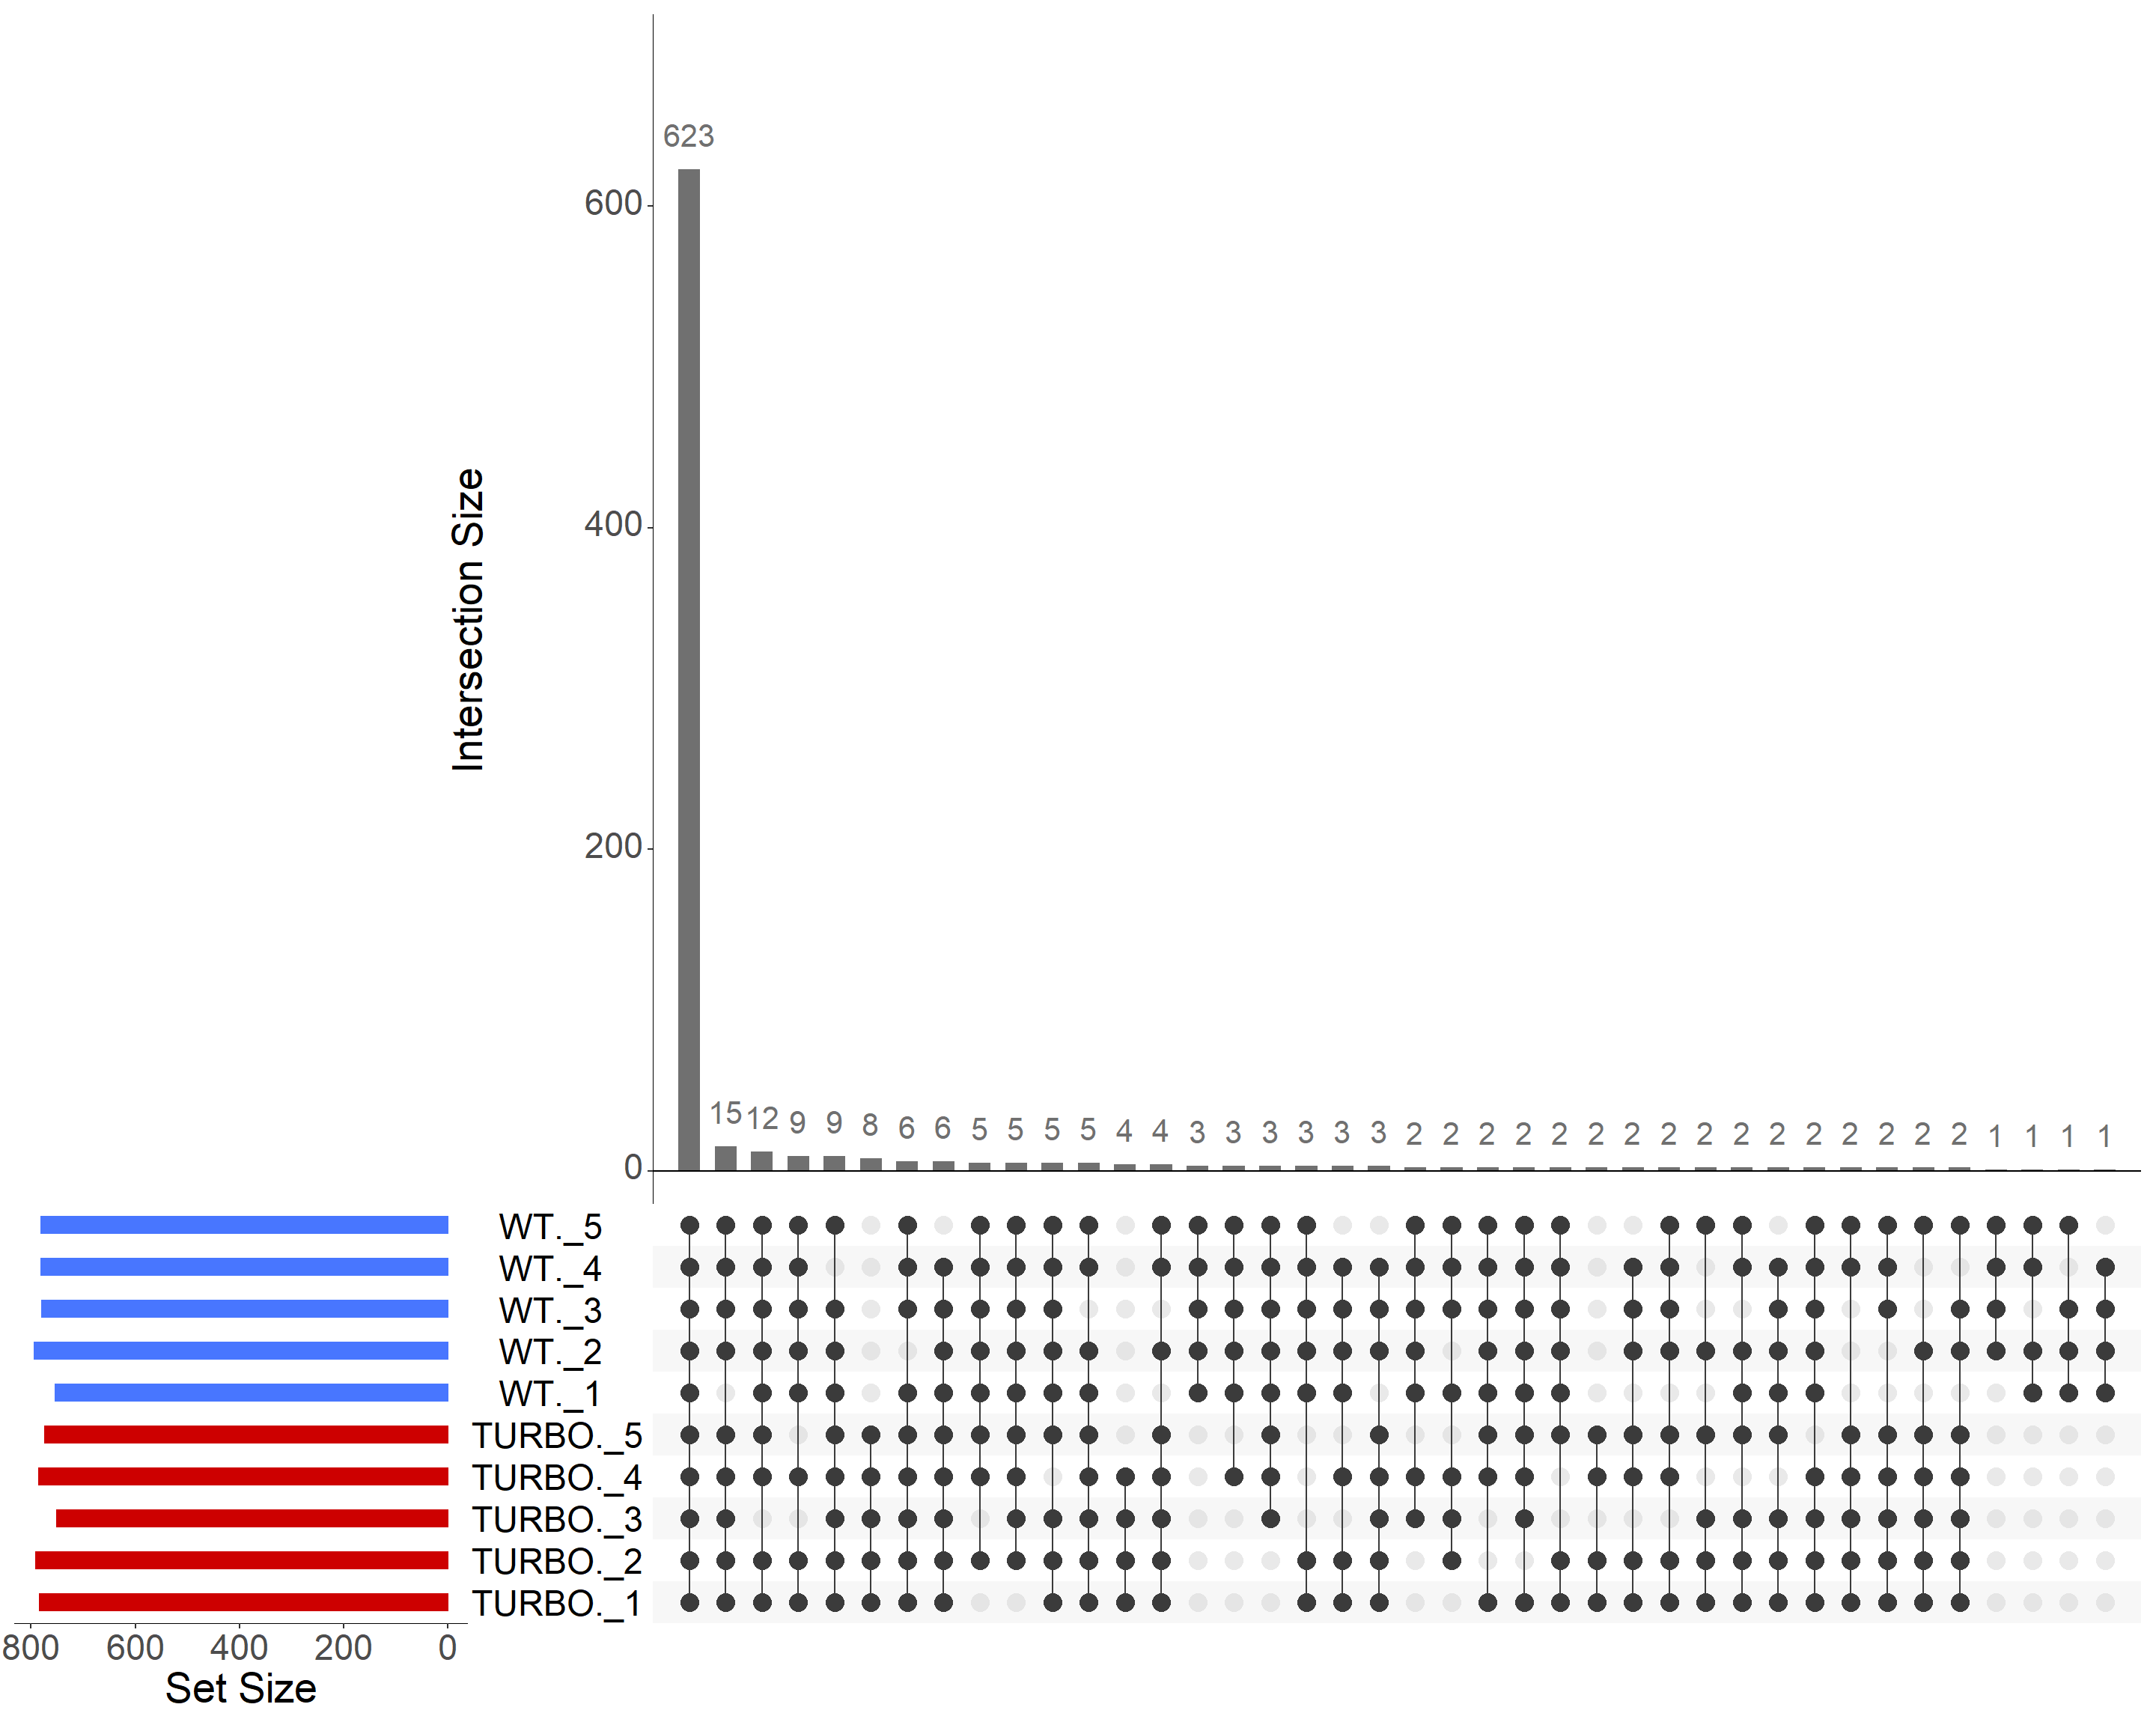 Intersection Size
600
400
200
0
623
15 12 9 9 8 6 6 5 5 5 5 4 4 3 3 3 3 3 3 2 2 2 2 2 2 2 2 2 2 2 2 2 2 2 2 1 1 1 1
WT._5
WT._4
WT._3
WT._2
WT._1
TURBO._5
TURBO._4
TURBO._3
TURBO._2
TURBO._1
800 600 400 200 0
Set Size